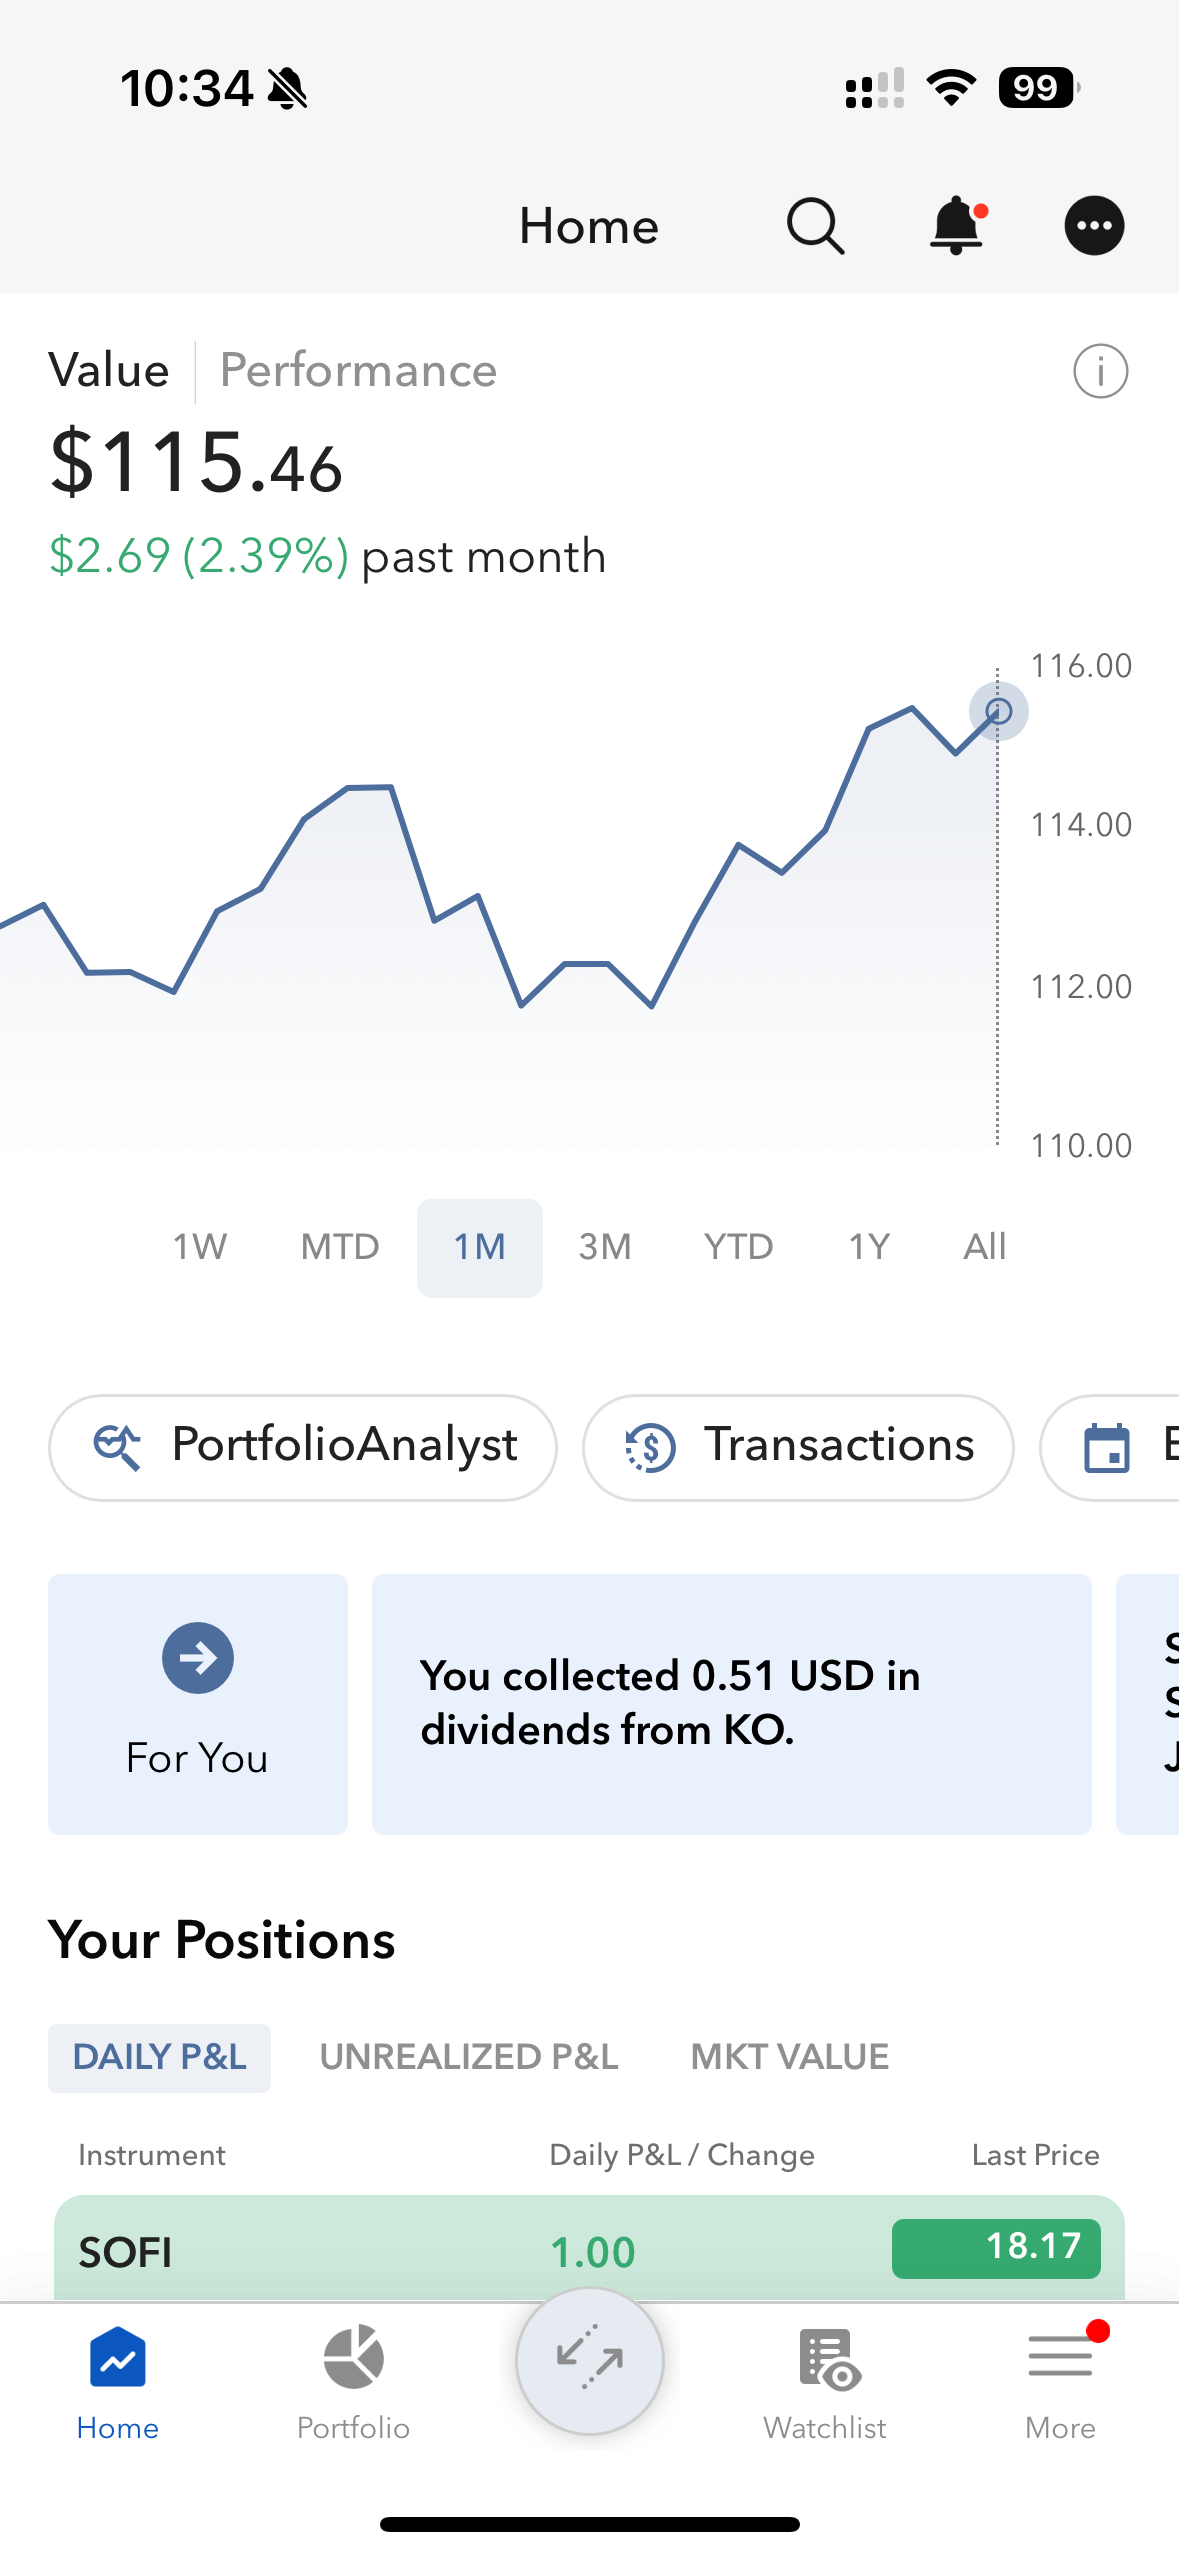 10:34
99
Home
Value
Performance
$115.46
$2.69 (2.39%) past month
116.00
114.00
112.00
110.00
1W MTD 1M 3M YTD 1Y All
PortfolioAnalyst
Transactions
For You
You collected 0.51 USD in
dividends from KO.
Your Positions
DAILY P&L UNREALIZED P&L MKT VALUE
Instrument Daily P&L / Change Last Price
SOFI 1.00 18.17
Home Portfolio Watchlist More